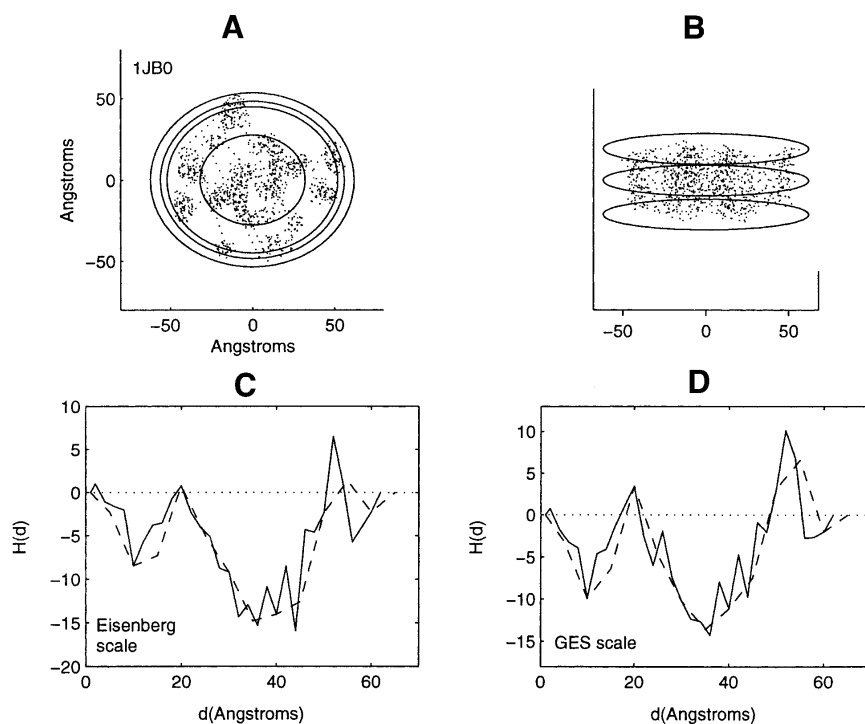 A
B
1JB0
50
0
−50
Angstroms
−50 0 50
Angstroms
−50 0 50
C
D
10
5
0
−5
−10
−15
−20
H(d)
Eisenberg
scale
0 20 40 60
d(Angstroms)
10
5
0
−5
−10
−15
H(d)
GES scale
0 20 40 60
d(Angstroms)